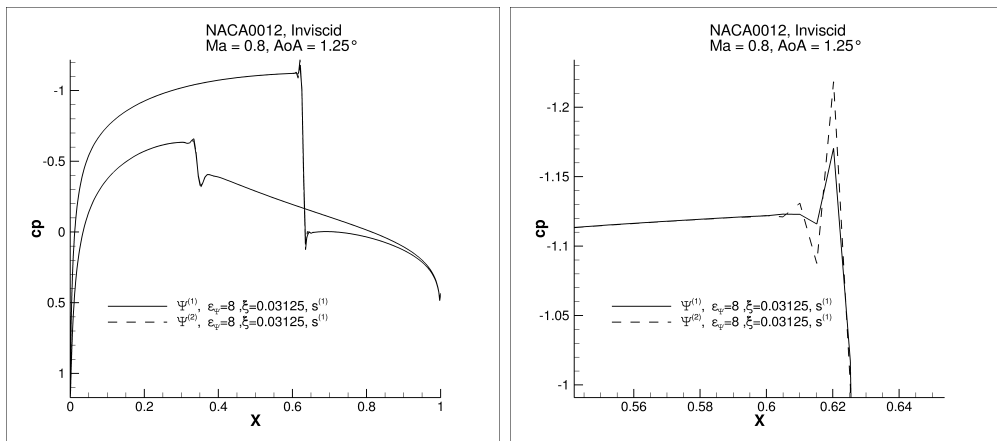 NACA0012, Inviscid
Ma = 0.8, AoA = 1.25°
-1
-0.5
0
0.5
1
cp
Ψ⁽¹⁾, ε_Ψ=8 ,ξ=0.03125, s⁽¹⁾
Ψ⁽²⁾, ε_Ψ=8 ,ξ=0.03125, s⁽¹⁾
0 0.2 0.4 0.6 0.8 1
X
NACA0012, Inviscid
Ma = 0.8, AoA = 1.25°
-1.2
-1.15
-1.1
-1.05
-1
cp
Ψ⁽¹⁾, ε_Ψ=8 ,ξ=0.03125, s⁽¹⁾
Ψ⁽²⁾, ε_Ψ=8 ,ξ=0.03125, s⁽¹⁾
0.56 0.58 0.6 0.62 0.64
X